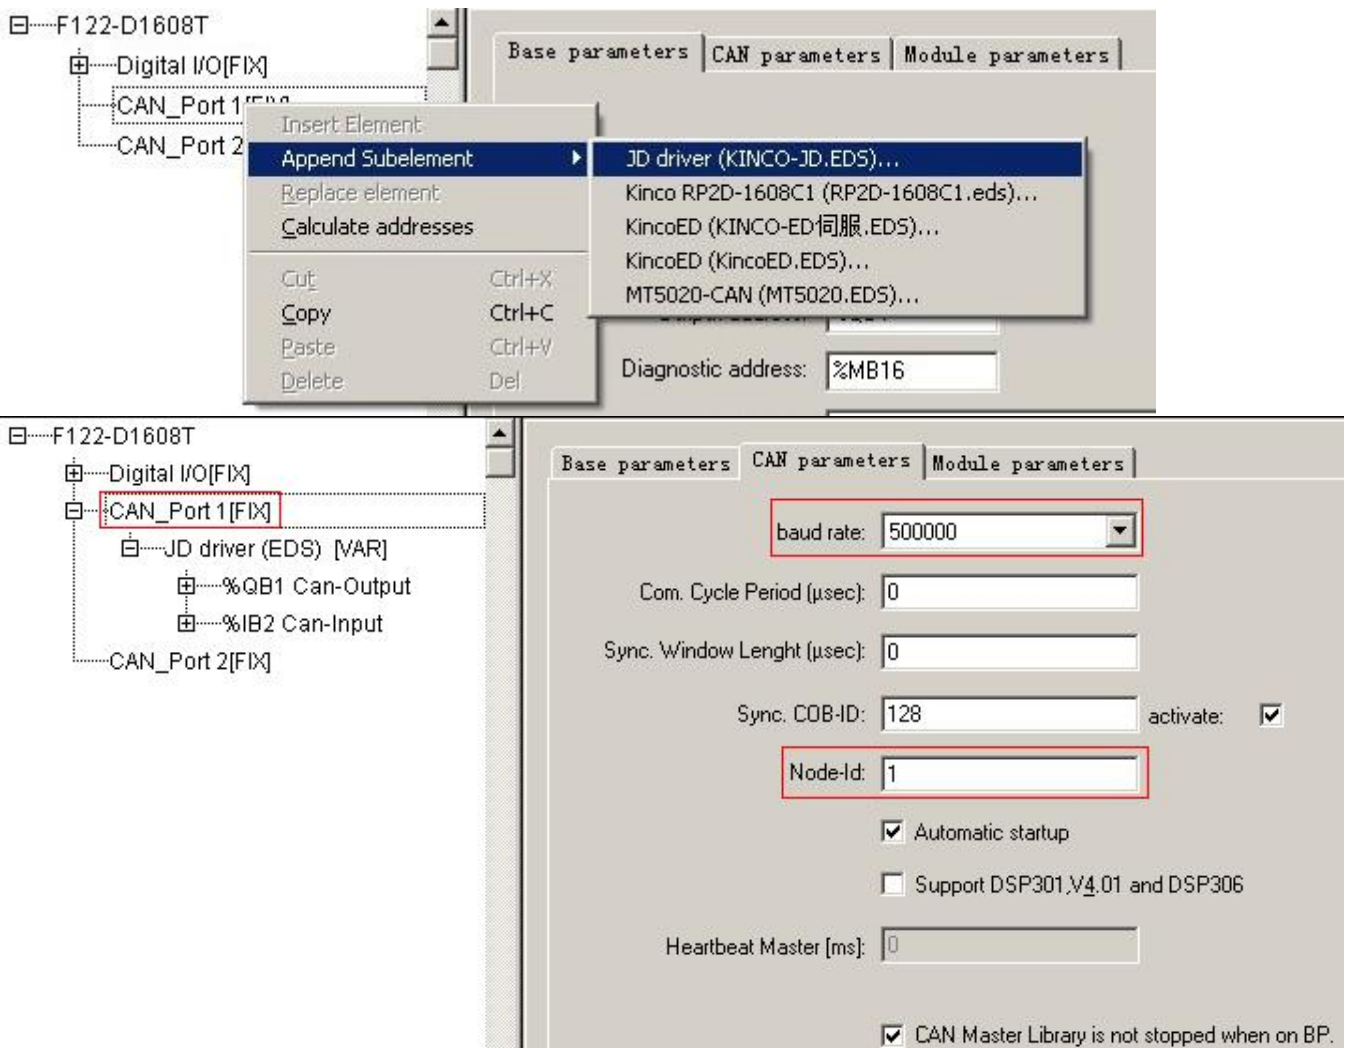 F122-D1608T
Digital I/O[FIX]
CAN_Port 1[FIX]
CAN_Port 2
Base parameters CAN parameters Module parameters
Insert Element
Append Subelement
Replace element
Calculate addresses
Cut Ctrl+X
Copy Ctrl+C
Paste Ctrl+V
Delete Del
JD driver (KINCO-JD.EDS)...
Kinco RP2D-1608C1 (RP2D-1608C1.eds)...
KincoED (KINCO-ED伺服.EDS)...
KincoED (KincoED.EDS)...
MT5020-CAN (MT5020.EDS)...
Diagnostic address: %MB16
F122-D1608T
Digital I/O[FIX]
CAN_Port 1[FIX]
JD driver (EDS) [VAR]
%QB1 Can-Output
%IB2 Can-Input
CAN_Port 2[FIX]
Base parameters CAN parameters Module parameters
baud rate: 500000
Com. Cycle Period (µsec): 0
Sync. Window Lenght (µsec): 0
Sync. COB-ID: 128 activate:
Node-Id: 1
Automatic startup
Support DSP301,V4.01 and DSP306
Heartbeat Master [ms]: 0
CAN Master Library is not stopped when on BP.